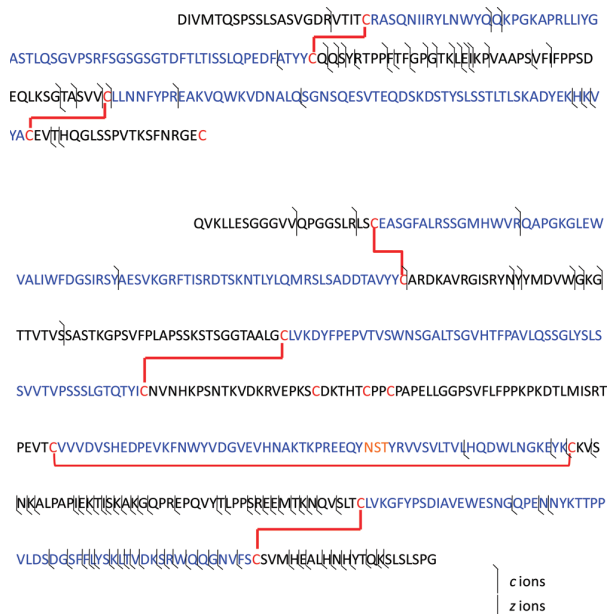 DIVMTQSPSSLSASVGDRVTITCRASQNIIRYLNWYQQKPGKAPRLLIYG
ASTLQSGVPSRFSGSGSGTDFTLTISSLQPEDFATYYCQQSYRTPPFTFGPGTKLEIKPVAAPSVFIFPPSD
EQLKSGTASVVCLLNNFYPREAKVQWKVDNALQSGNSQESVTEQDSKDSTYSLSSTLTLSKADYEKHKV
YACEVTHQGLSSPVTKSFNRGEC
QVKLLESGGGVVQPGGSLRLSCEASGFALRSSGMHWVRQAPGKGLEW
VALIWFDGSIRSYAESVKGRFTISRDTSKNTLYLQMRSLSADDTAVYYCARDKAVRGISRYNYYMDVWGKG
TTVTVSSASTKGPSVFPLAPSSKSTSGGTAALGCLVKDYFPEPVTVSWNSGALTSGVHTFPAVLQSSGLYSLS
SVVTVPSSSLGTQTYICNVNHKPSNTKVDKRVEPKSCDKTHTCPPCPAPELLGGPSVFLFPPKPKDTLMISRT
PEVTCVVVDVSHEDPEVKFNWYVDGVEVHNAKTKPREEQYNSTYRVVSVLTVLHQDWLNGKEYKCKVS
NKALPAPIEKTISKAKGQPREPQVYTLPPSREEMTKNQVSLTCLVKGFYPSDIAVEWESNGQPENNYKTTPP
VLDSDGSFFLYSKLTVDKSRWQQGNVFSCSVMHEALHNHYTQKSLSLSPG
c ions
z ions